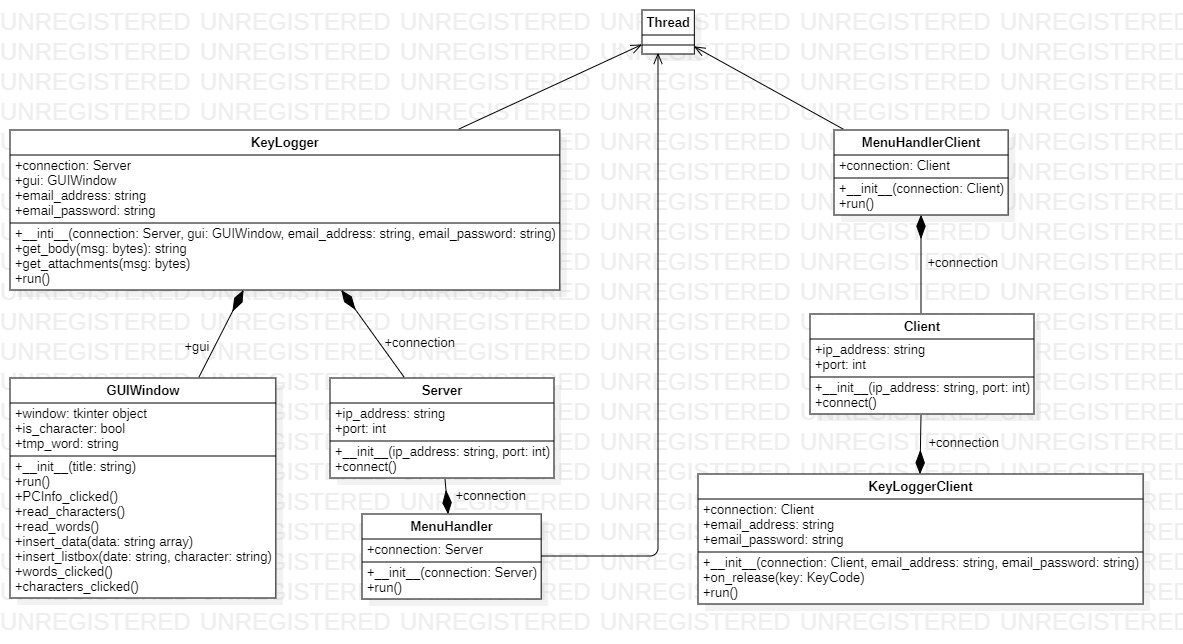 Thread
KeyLogger
+connection: Server
+gui: GUIWindow
+email_address: string
+email_password: string
+__inti__(connection: Server, gui: GUIWindow, email_address: string, email_password: string)
+get_body(msg: bytes): string
+get_attachments(msg: bytes)
+run()
MenuHandlerClient
+connection: Client
+__init__(connection: Client)
+run()
+connection
+gui
+connection
Client
+ip_address: string
+port: int
+__init__(ip_address: string, port: int)
+connect()
GUIWindow
+window: tkinter object
+is_character: bool
+tmp_word: string
+__init__(title: string)
+run()
+PCInfo_clicked()
+read_characters()
+read_words()
+insert_data(data: string array)
+insert_listbox(date: string, character: string)
+words_clicked()
+characters_clicked()
Server
+ip_address: string
+port: int
+__init__(ip_address: string, port: int)
+connect()
+connection
MenuHandler
+connection: Server
+__init__(connection: Server)
+run()
+connection
KeyLoggerClient
+connection: Client
+email_address: string
+email_password: string
+__init__(connection: Client, email_address: string, email_password: string)
+on_release(key: KeyCode)
+run()
UNREGISTERED UNREGISTERED UNREGISTERED UNREGISTERED UNREGISTERED UNREGISTERED